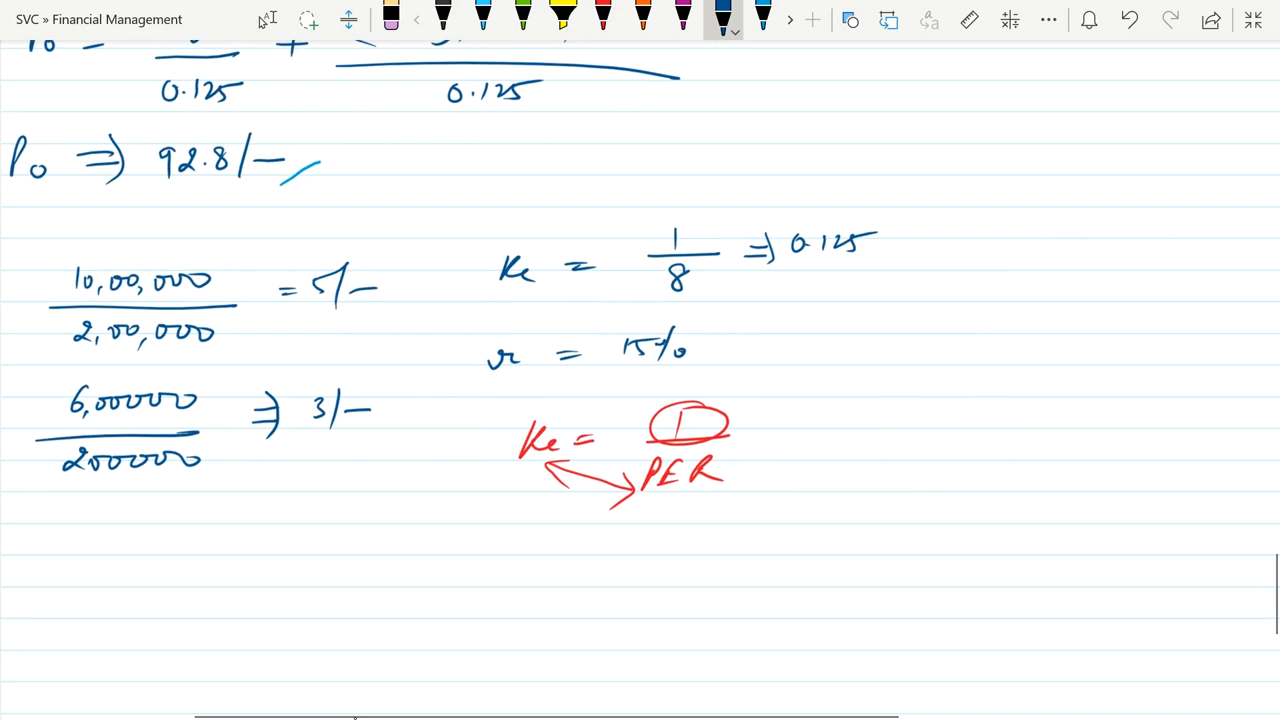 SVC » Financial Management
P₀ =
+
0.125
0.125
P₀ ⇒ 92.8/-
10,00,000
2,00,000
= 5/-
Ke = 1
8
⇒ 0.125
r = 15%
6,00000
200000
⇒ 3/-
Ke = 1
PER